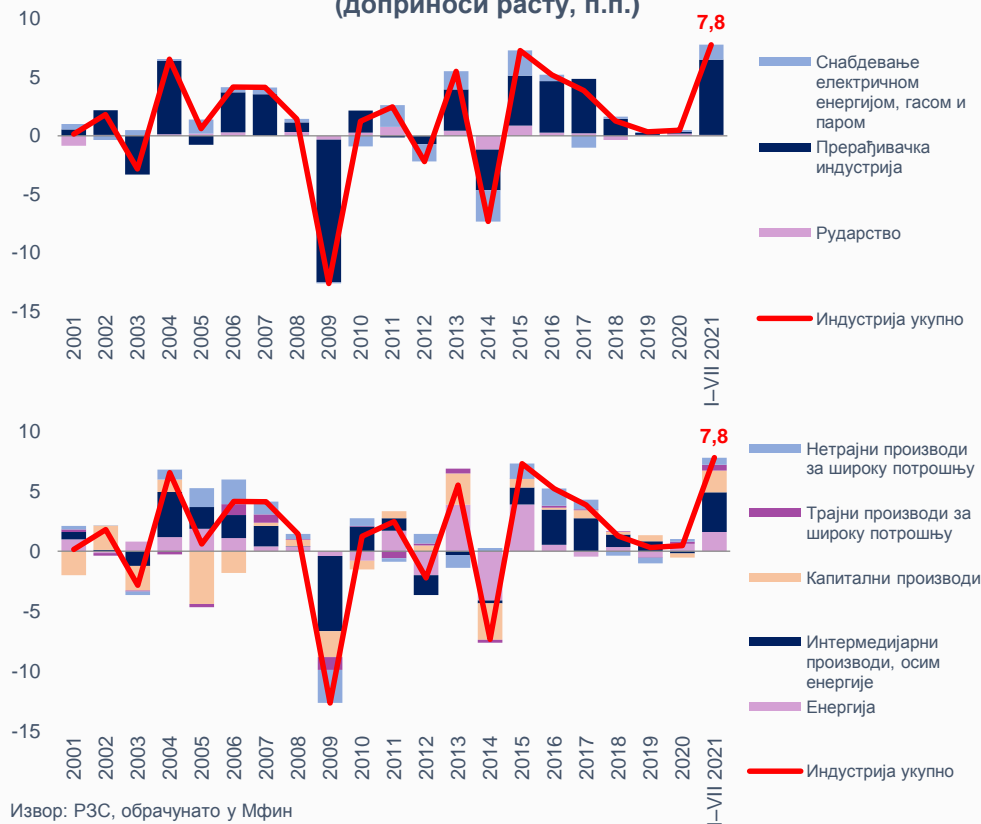 (доприноси расту, п.п.)
10
5
0
-5
-10
-15
7,8
2001
2002
2003
2004
2005
2006
2007
2008
2009
2010
2011
2012
2013
2014
2015
2016
2017
2018
2019
2020
I–VII 2021
Снабдевање
електричном
енергијом, гасом и
паром
Прерађивачка
индустрија
Рударство
Индустрија укупно
10
5
0
-5
-10
-15
7,8
2001
2002
2003
2004
2005
2006
2007
2008
2009
2010
2011
2012
2013
2014
2015
2016
2017
2018
2019
2020
I–VII 2021
Нетрајни производи
за широку потрошњу
Трајни производи за
широку потрошњу
Капитални производи
Интермедијарни
производи, осим
енергије
Енергија
Индустрија укупно
Извор: РЗС, обрачунато у Мфин